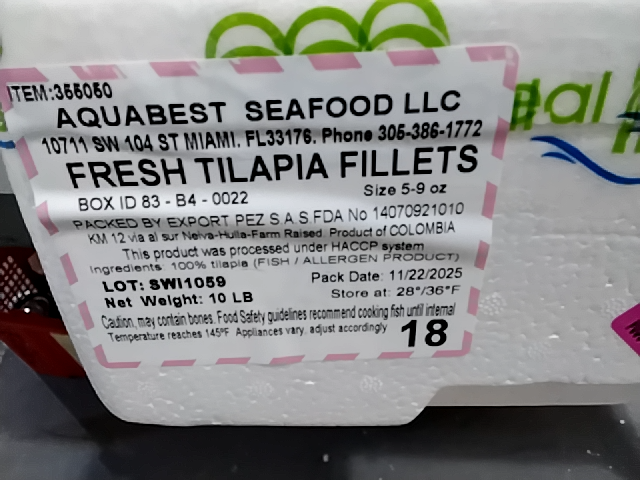 ITEM:355050
AQUABEST SEAFOOD LLC
10711 SW 104 ST MIAMI. FL33176. Phone 305-386-1772
FRESH TILAPIA FILLETS
Size 5-9 oz
BOX ID 83 - B4 - 0022
PACKED BY EXPORT PEZ S A S FDA No 14070921010
KM 12 via al sur Neiva-Huila-Farm Raised. Product of COLOMBIA
This product was processed under HACCP system
Ingredients: 100% tilapia (FISH / ALLERGEN PRODUCT)
LOT: SWI1059
Pack Date: 11/22/2025
Net Weight: 10 LB
Store at: 28°/36°F
Caution, may contain bones. Food Safety guidelines recommend cooking fish until internal
Temperature reaches 145ºF Appliances vary, adjust accordingly
18